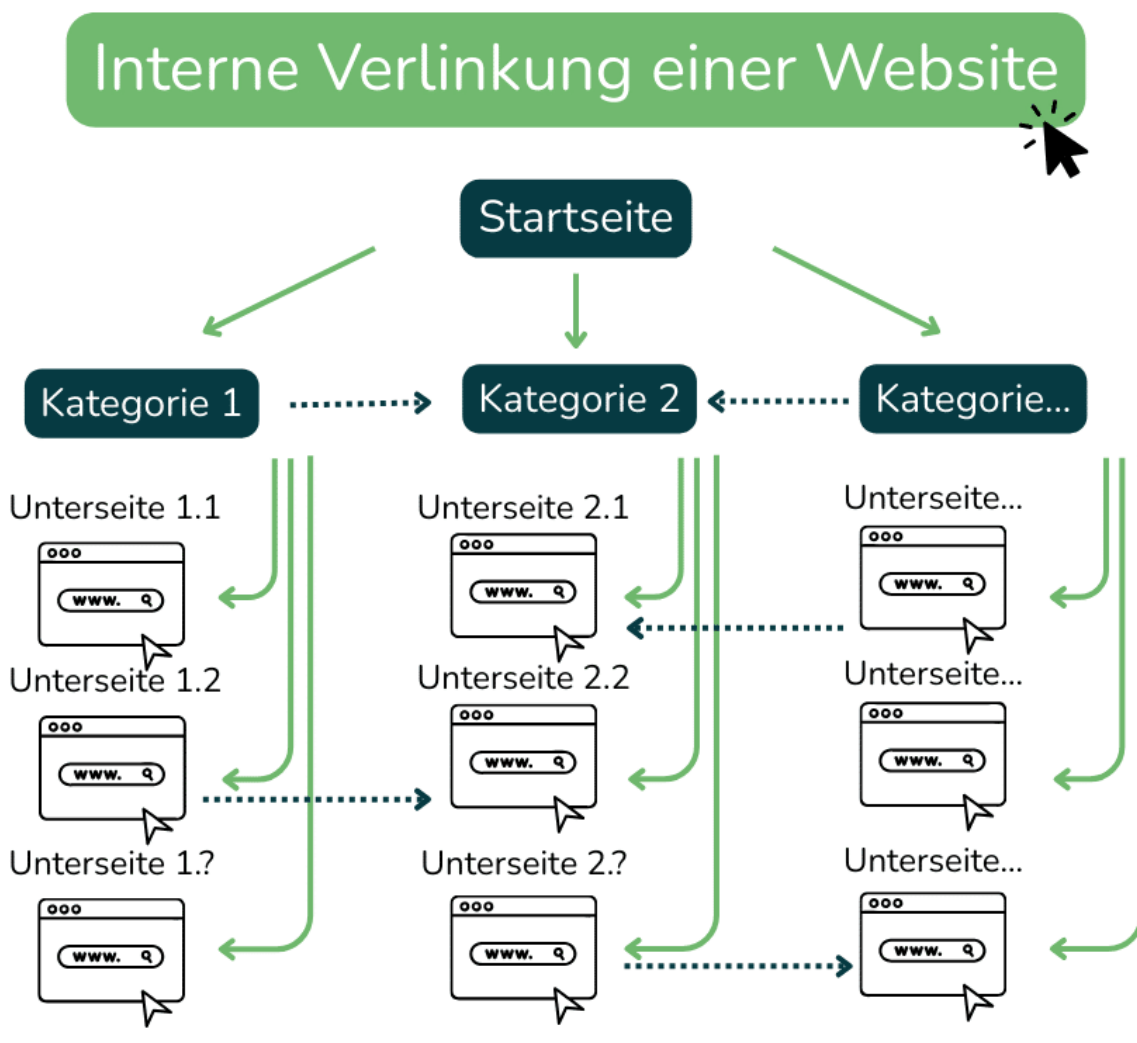 Interne Verlinkung einer Website
Startseite
Kategorie 1
Kategorie 2
Kategorie...
Unterseite 1.1
Unterseite 2.1
Unterseite...
www.
www.
www.
Unterseite 1.2
Unterseite 2.2
Unterseite...
www.
www.
www.
Unterseite 1.?
Unterseite 2.?
Unterseite...
www.
www.
www.